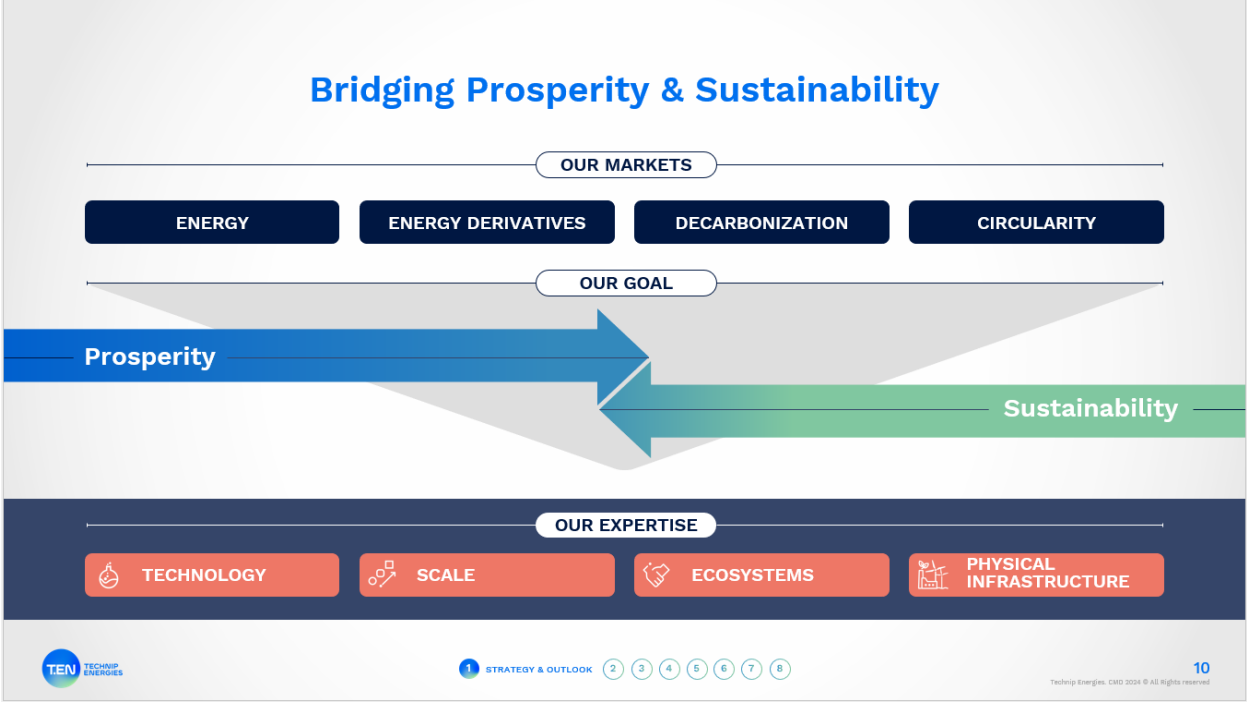 Bridging Prosperity & Sustainability
OUR MARKETS
ENERGY
ENERGY DERIVATIVES
DECARBONIZATION
CIRCULARITY
OUR GOAL
Prosperity
Sustainability
OUR EXPERTISE
TECHNOLOGY
SCALE
ECOSYSTEMS
PHYSICAL
INFRASTRUCTURE
T.EN
TECHNIP
ENERGIES
1 STRATEGY & OUTLOOK 2 3 4 5 6 7 8
10
Technip Energies. CMD 2024 © All Rights reserved